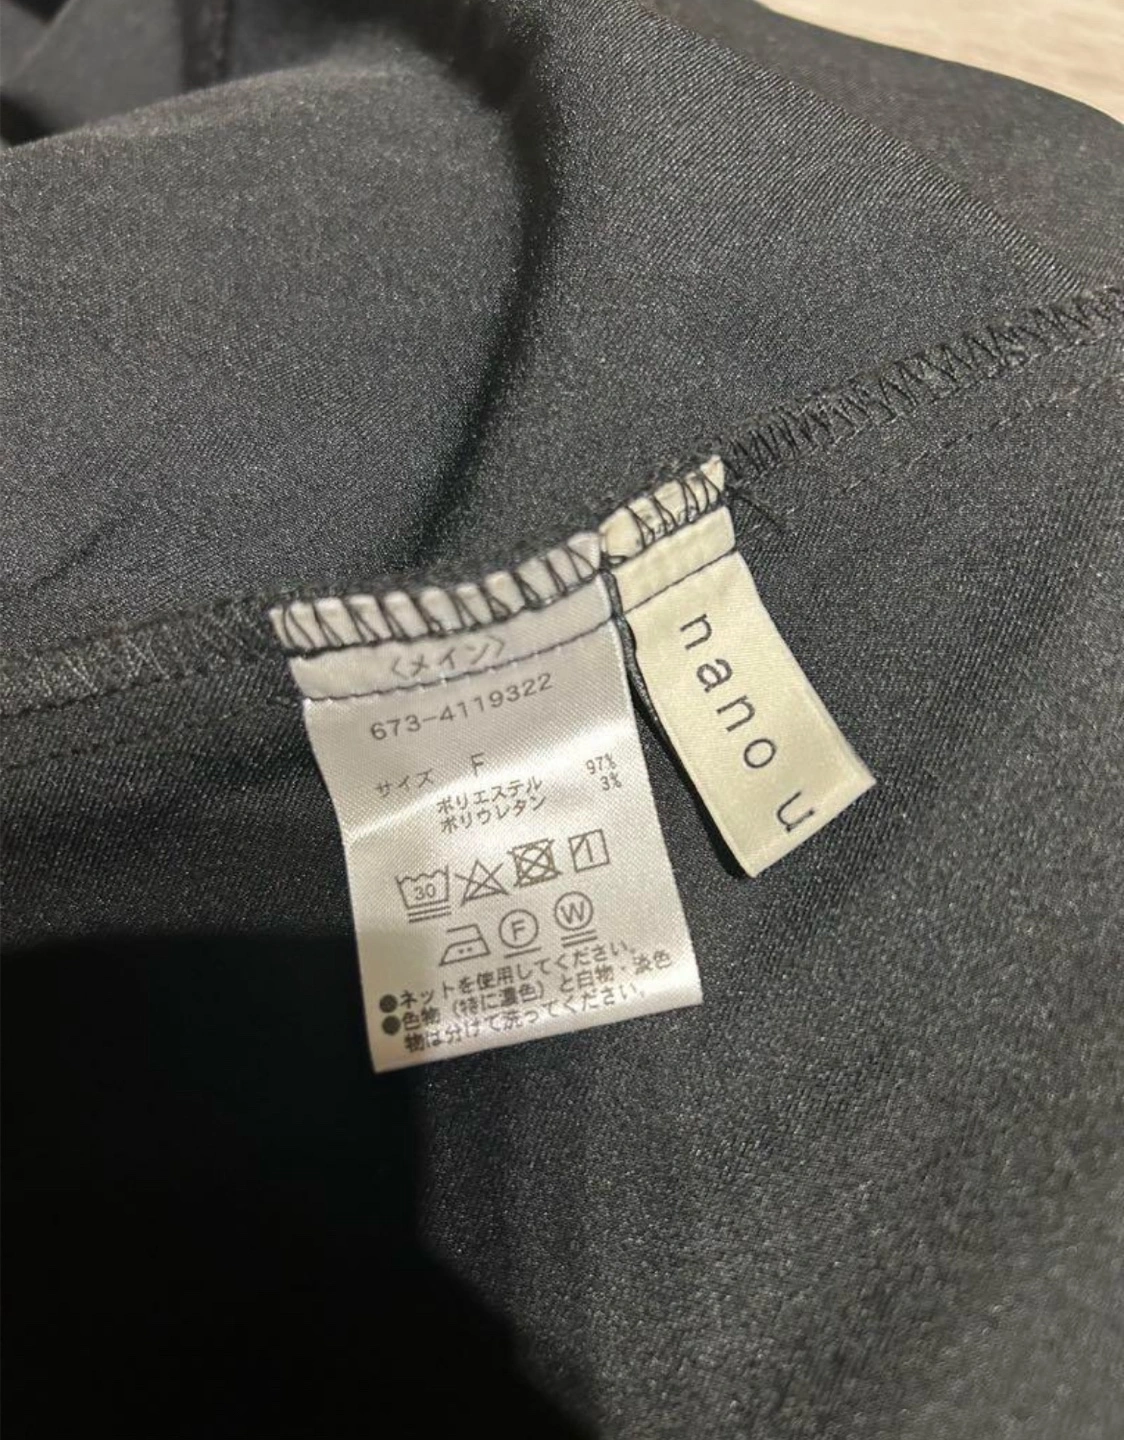 〈メイン〉
673-4119322
サイズ F
ポリエステル 97%
ポリウレタン 3%
30
1
F
W
●ネットを使用してください。
●色物（特に濃色）と白物・淡色
物は分けて洗ってください。
nano u